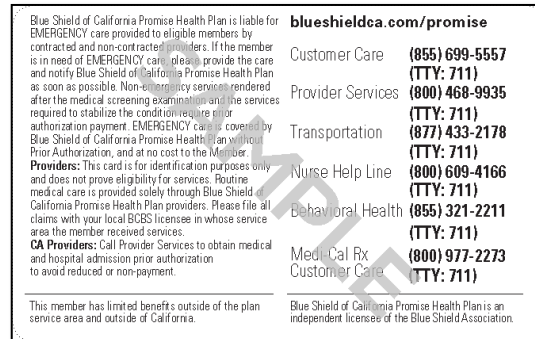 Blue Shield of California Promise Health Plan is liable for
EMERGENCY care provided to eligible members by
contracted and non-contracted providers. If the member
is in need of EMERGENCY care, please provide the care
and notify Blue Shield of California Promise Health Plan
as soon as possible. Non-emergency services rendered
after the medical screening examination and the services
required to stabilize the condition require prior
authorization payment. EMERGENCY care is covered by
Blue Shield of California Promise Health Plan without
Prior Authorization, and at no cost to the Member.
Providers: This card is for identification purposes only
and does not prove eligibility for services. Routine
medical care is provided solely through Blue Shield of
California Promise Health Plan providers. Please file all
claims with your local BCBS licensee in whose service
area the member received services.
CA Providers: Call Provider Services to obtain medical
and hospital admission prior authorization
to avoid reduced or non-payment.
This member has limited benefits outside of the plan
service area and outside of California.
blueshieldca.com/promise
Customer Care (855) 699-5557
(TTY: 711)
Provider Services (800) 468-9935
(TTY: 711)
Transportation (877) 433-2178
(TTY: 711)
Nurse Help Line (800) 609-4166
(TTY: 711)
Behavioral Health (855) 321-2211
(TTY: 711)
Medi-Cal Rx (800) 977-2273
Customer Care (TTY: 711)
Blue Shield of California Promise Health Plan is an
independent licensee of the Blue Shield Association.
SAMPLE